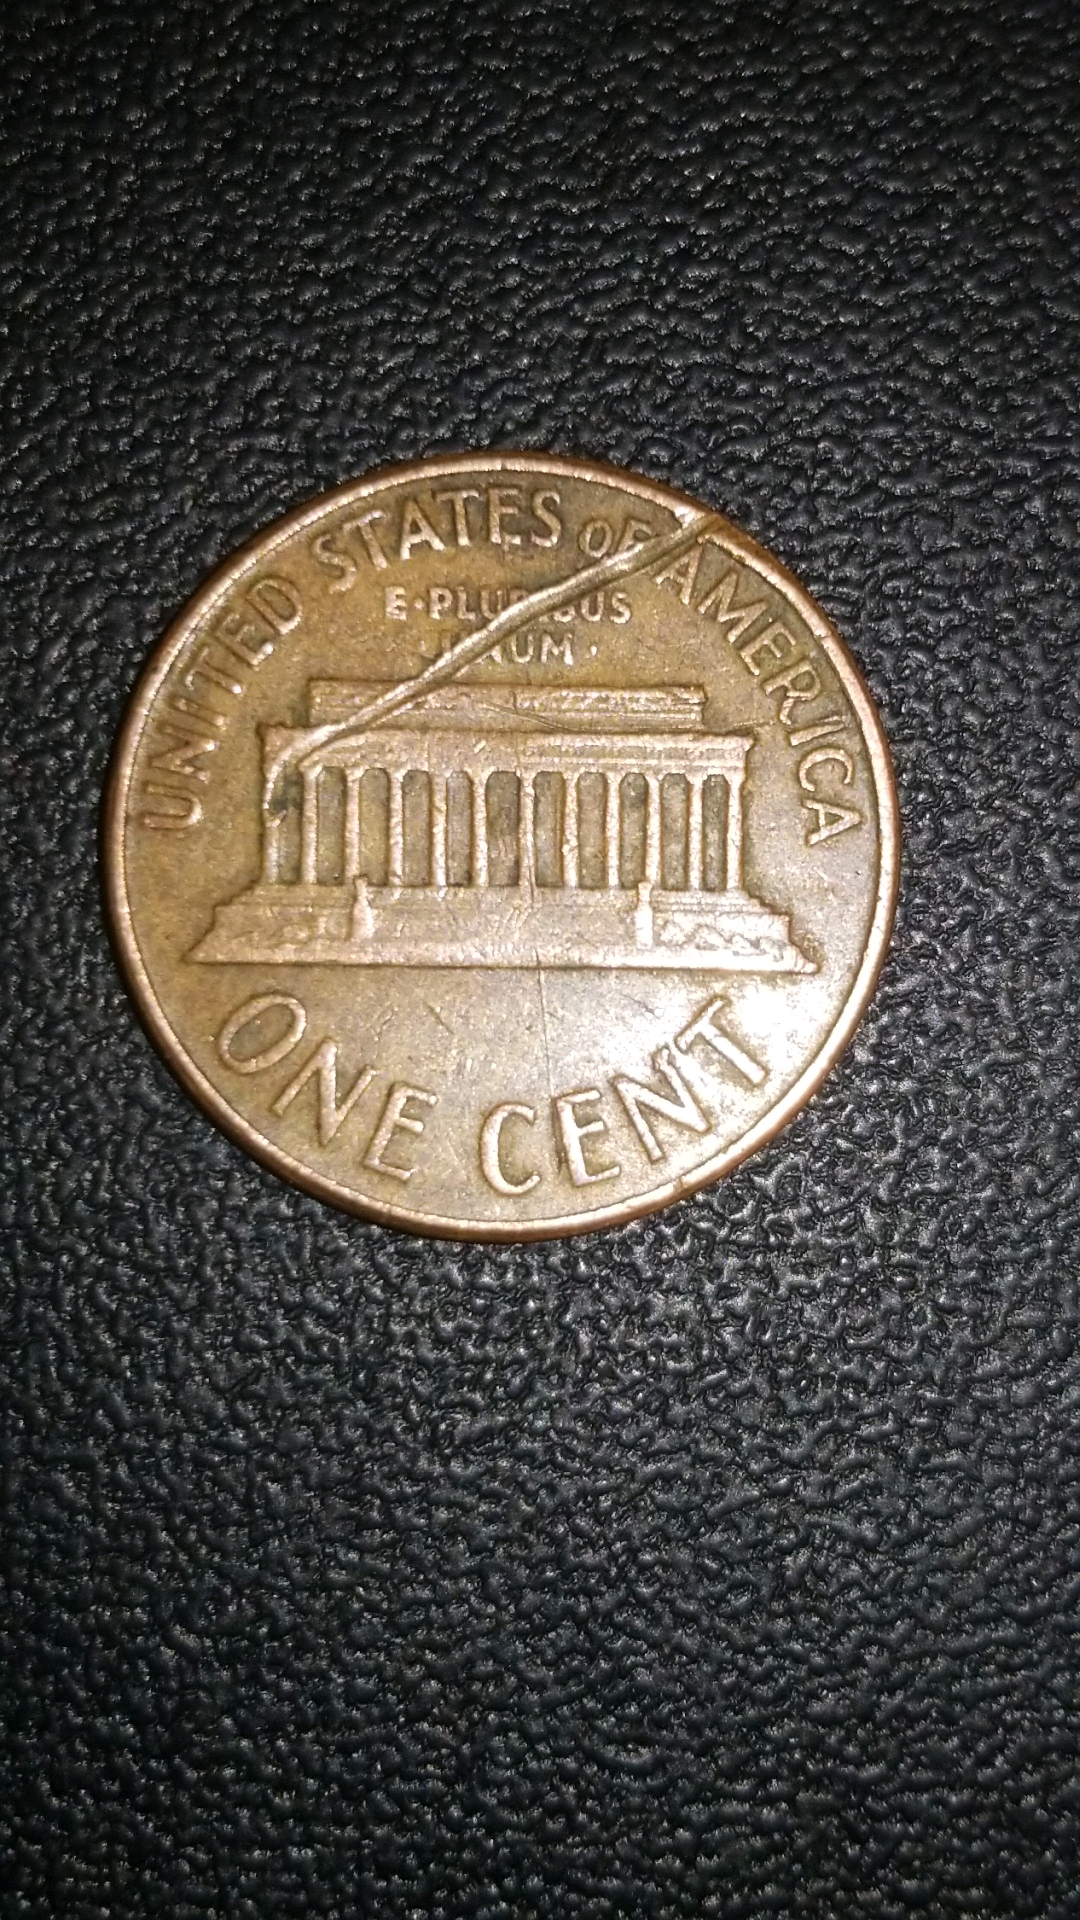 UNITED STATES OF AMERICA
E·PLURIBUS
UNUM·
ONE CENT